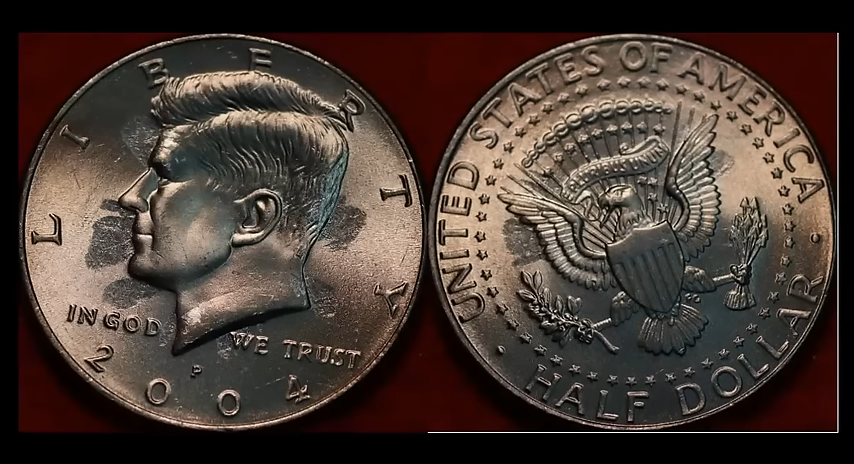 LIBERTY
IN GOD WE TRUST
P
2004
UNITED STATES OF AMERICA
HALF DOLLAR